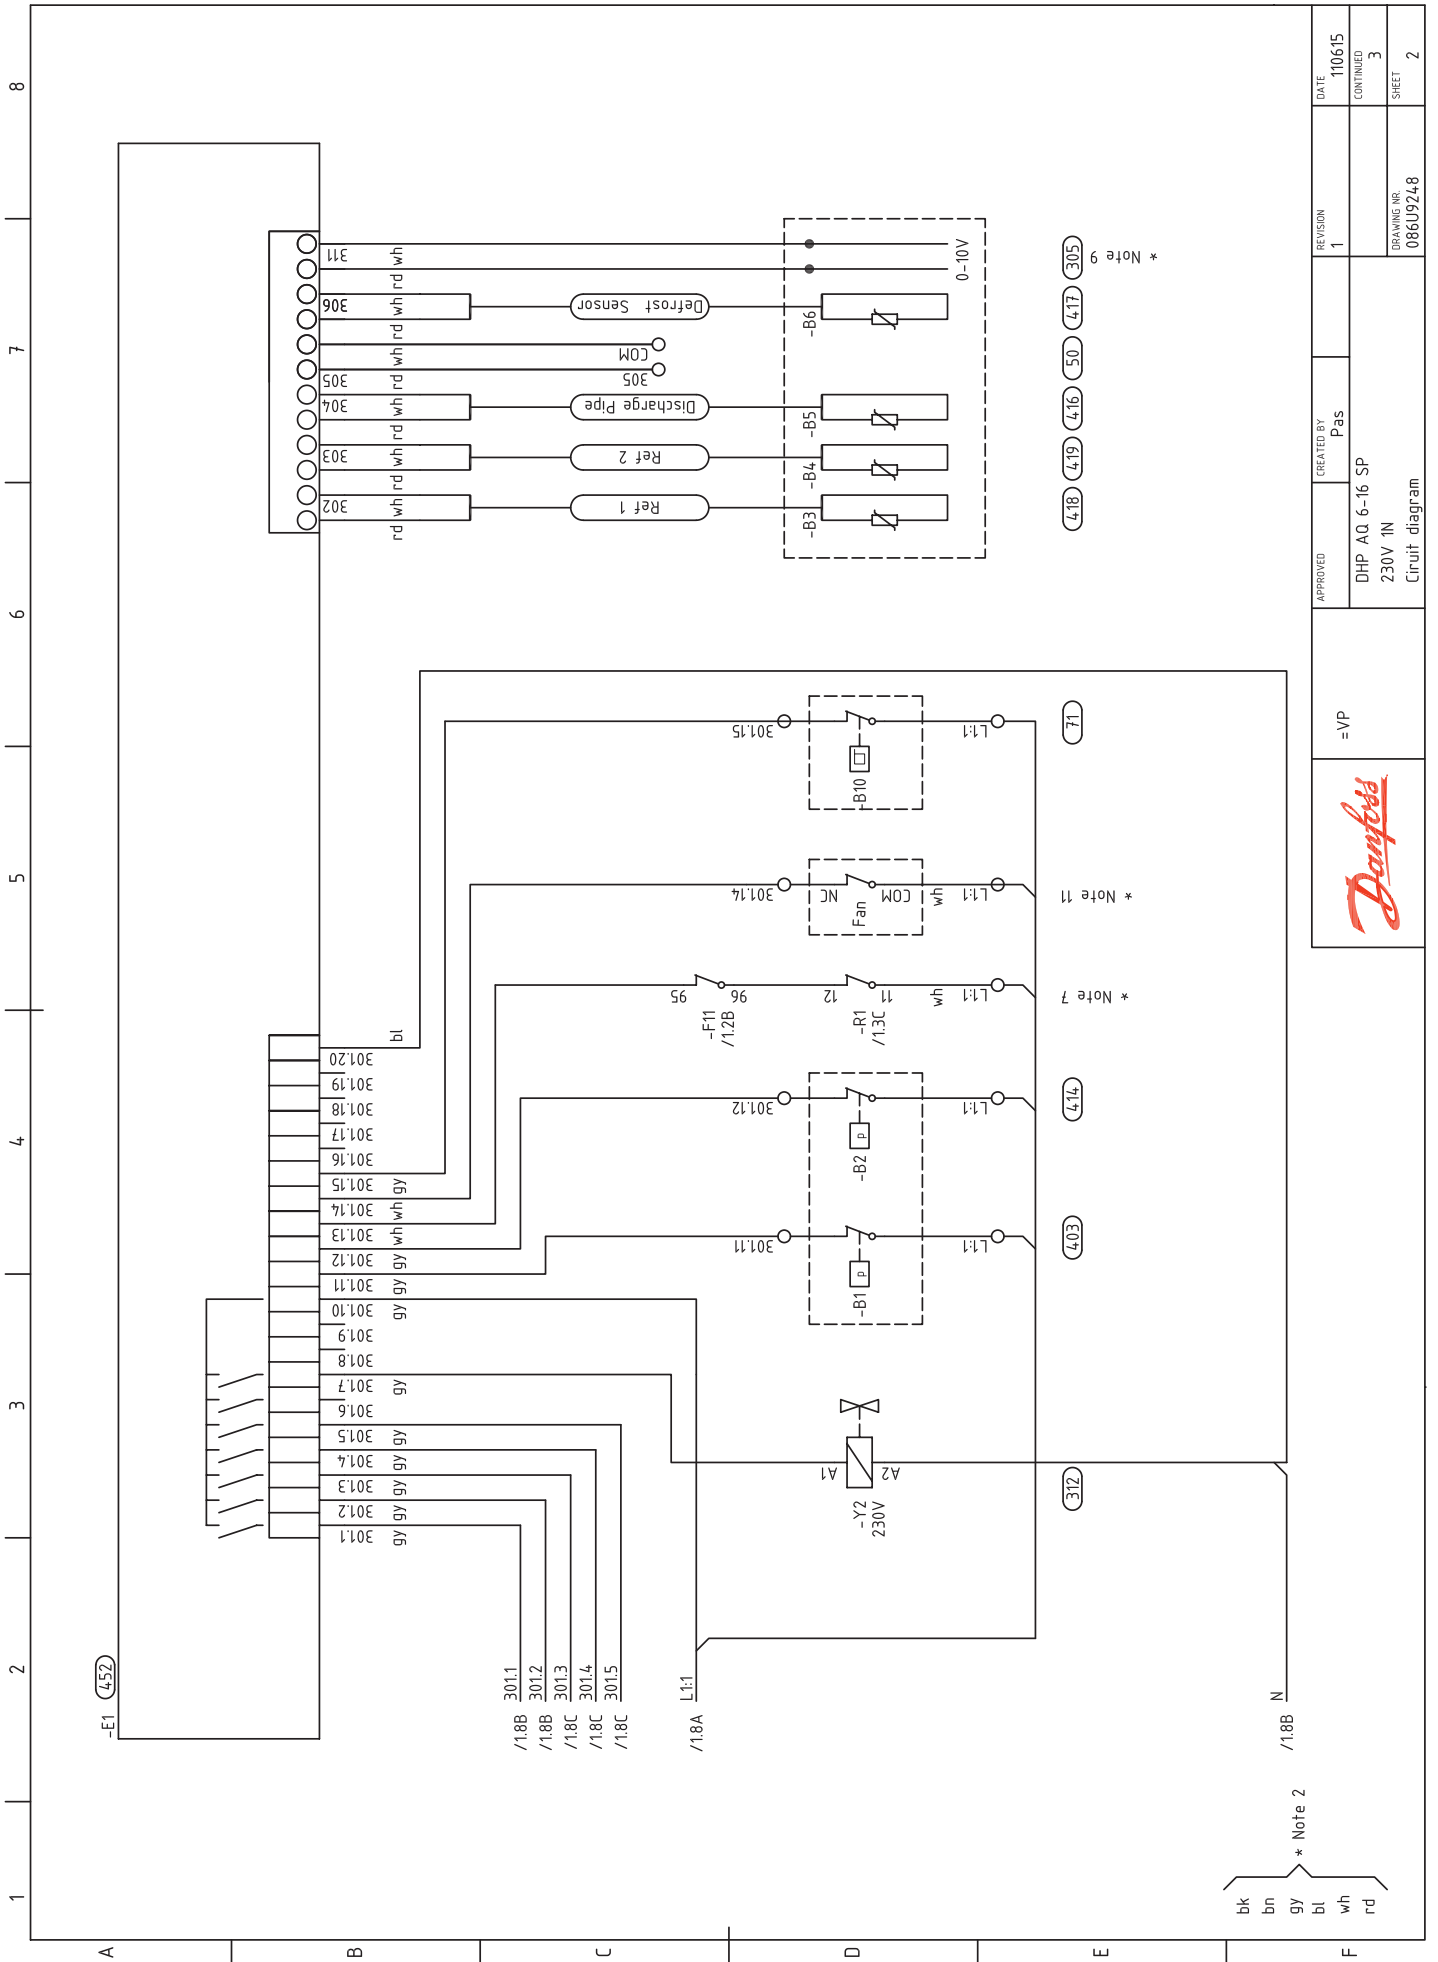 1 2 3 4 5 6 7 8
A
B
C
D
E
F
-E1 452
301.1 301.2 301.3 301.4 301.5 301.6 301.7 301.8 301.9 301.10 301.11 301.12 301.13 301.14 301.15 301.16 301.17 301.18 301.19 301.20
gy gy gy gy gy gy gy gy wh wh gy bl
302 303 304 305 306 311
rd wh rd wh rd wh rd wh rd wh rd wh
/1.8B 301.1
/1.8B 301.2
/1.8C 301.3
/1.8C 301.4
/1.8C 301.5
/1.8A L1:1
Ref 1
Ref 2
Discharge Pipe
305 COM
Defrost Sensor
95
96
-F11
/1.2B
301.11 301.12 301.14 301.15
-B3 -B4 -B5 -B6
A1
A2
-Y2
230V
-B1 p
-B2 p
12
11
-R1
/1.3C
NC
COM
Fan
-B10
wh wh
L1:1 L1:1 L1:1 L1:1 L1:1
0-10V
312 403 414 * Note 7 * Note 11 71 418 419 416 50 417 305
* Note 9
/1.8B N
bk
bn
gy
bl
wh
rd
* Note 2
Danfoss
=VP
APPROVED
CREATED BY
Pas
DHP AQ 6-16 SP
230V 1N
Ciruit diagram
REVISION
1
DRAWING NR.
086U9248
DATE
110615
CONTINUED
3
SHEET
2